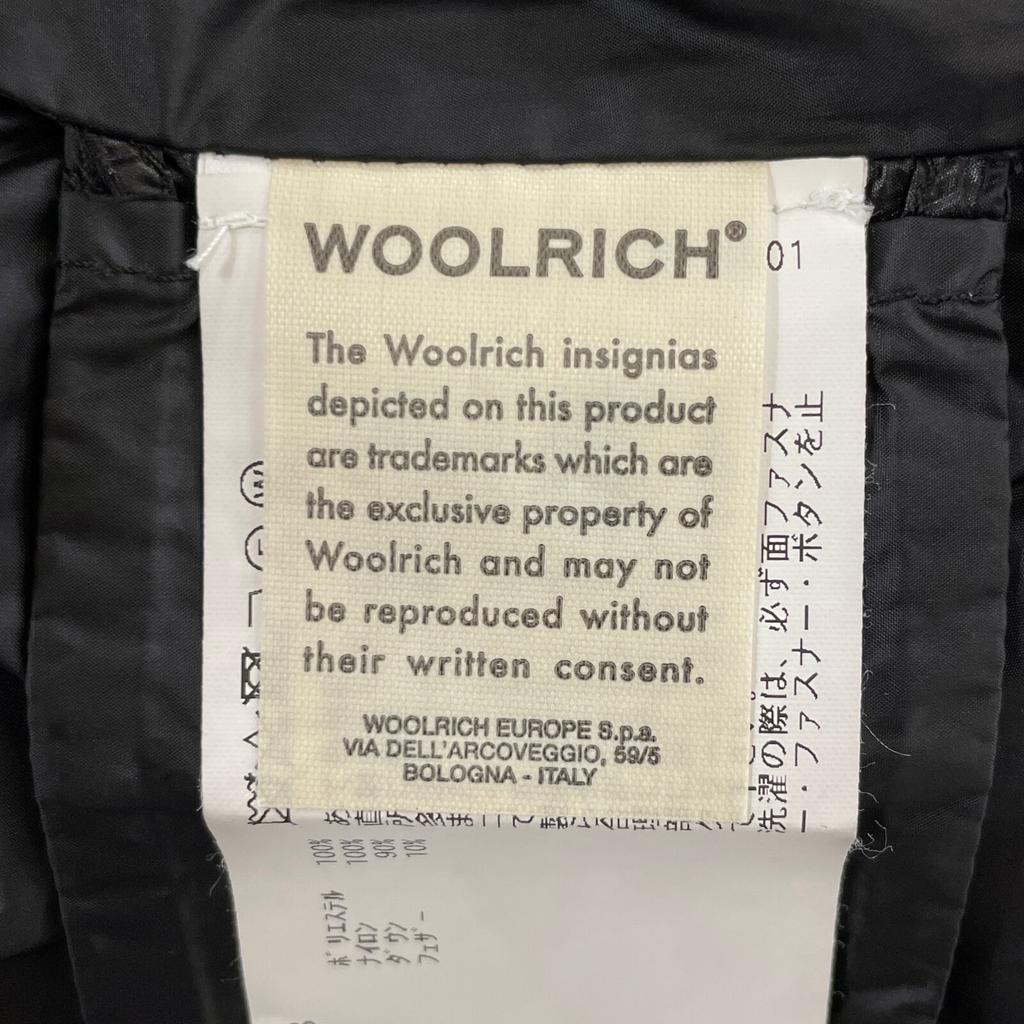 WOOLRICH®
01
The Woolrich insignias
depicted on this product
are trademarks which are
the exclusive property of
Woolrich and may not
be reproduced without
their written consent.
WOOLRICH EUROPE S.p.a.
VIA DELL'ARCOVEGGIO, 59/5
BOLOGNA - ITALY
洗濯の際は、必ず面ファスナ
ー・ファスナー・ボタンを止
ポリエステル 100%
ナイロン 100%
ダウン 90%
フェザー 10%
W